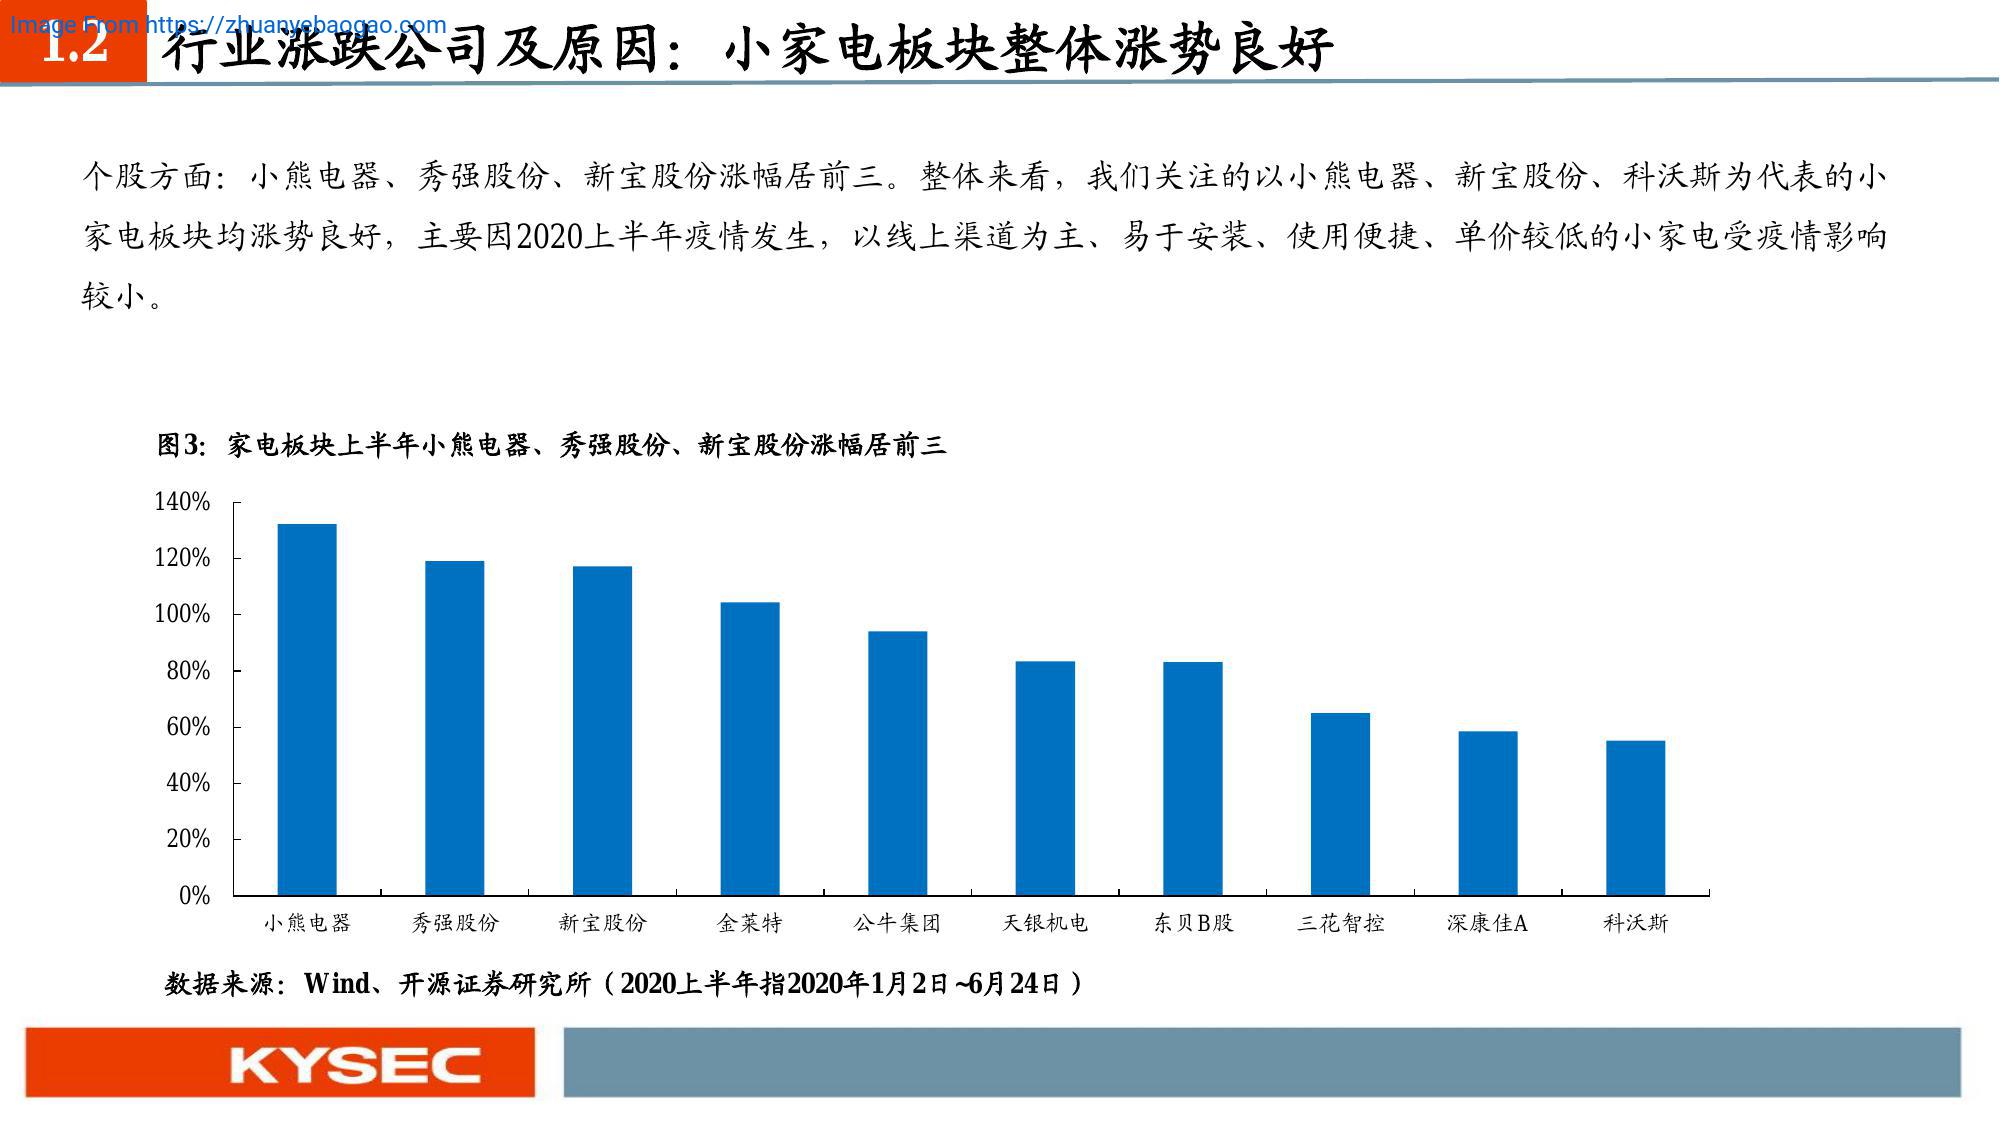 Image From https://zhuanyebaogao.com
1.2 行业涨跌公司及原因：小家电板块整体涨势良好
个股方面：小熊电器、秀强股份、新宝股份涨幅居前三。整体来看，我们关注的以小熊电器、新宝股份、科沃斯为代表的小
家电板块均涨势良好，主要因2020上半年疫情发生，以线上渠道为主、易于安装、使用便捷、单价较低的小家电受疫情影响
较小。
图3：家电板块上半年小熊电器、秀强股份、新宝股份涨幅居前三
140%
120%
100%
80%
60%
40%
20%
0%
小熊电器 秀强股份 新宝股份 金莱特 公牛集团 天银机电 东贝B股 三花智控 深康佳A 科沃斯
数据来源：Wind、开源证券研究所（2020上半年指2020年1月2日~6月24日）
KYSEC